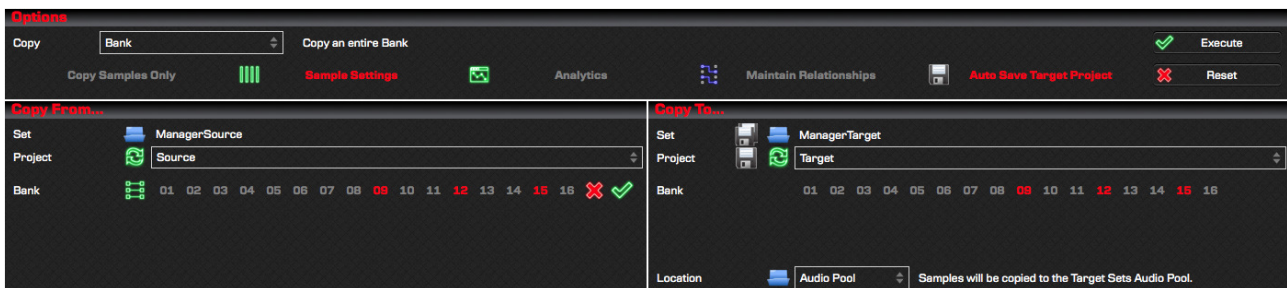 Options
Copy Bank Copy an entire Bank Execute
Copy Samples Only Sample Settings Analytics Maintain Relationships Auto Save Target Project Reset
Copy From...
Set ManagerSource
Project Source
Bank 01 02 03 04 05 06 07 08 09 10 11 12 13 14 15 16
Copy To...
Set ManagerTarget
Project Target
Bank 01 02 03 04 05 06 07 08 09 10 11 12 13 14 15 16
Location Audio Pool Samples will be copied to the Target Sets Audio Pool.